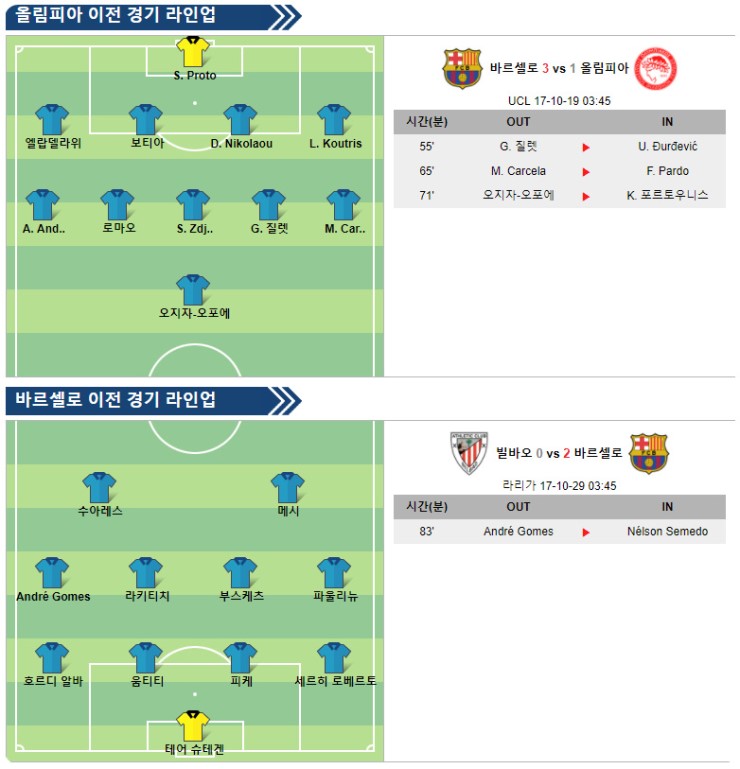 올림피아 이전 경기 라인업
S. Proto
엘랍델라위 보티아 D. Nikolaou L. Koutris
A. And.. 로마오 S. Zdj.. G. 질렛 M. Car..
오지자-오포에
바르셀로 3 vs 1 올림피아
UCL 17-10-19 03:45
시간(분) OUT IN
55' G. 질렛 U. Đurđević
65' M. Carcela F. Pardo
71' 오지자-오포에 K. 포르토우니스
바르셀로 이전 경기 라인업
수아레스 메시
André Gomes 라키티치 부스케츠 파울리뉴
호르디 알바 움티티 피케 세르히 로베르토
테어 슈테겐
빌바오 0 vs 2 바르셀로
라리가 17-10-29 03:45
시간(분) OUT IN
83' André Gomes Nélson Semedo